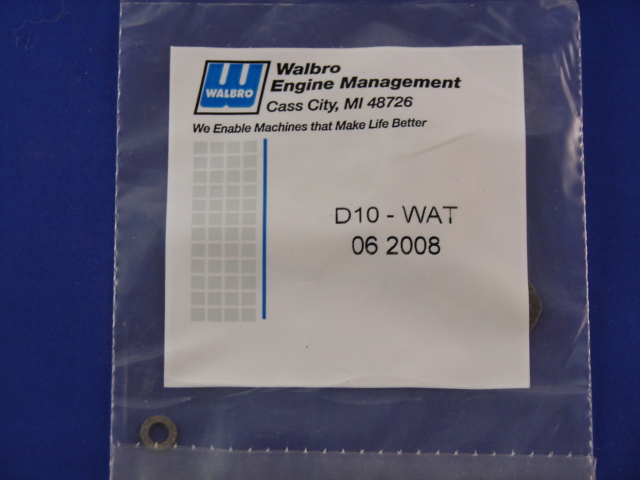 WALBRO
Walbro
Engine Management
Cass City, MI 48726
We Enable Machines that Make Life Better
D10 - WAT
06 2008